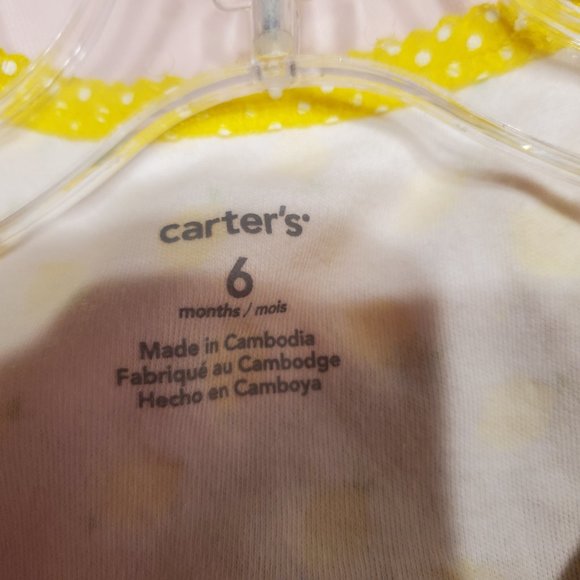 carter's
6
months / mois
Made in Cambodia
Fabriqué au Cambodge
Hecho en Camboya